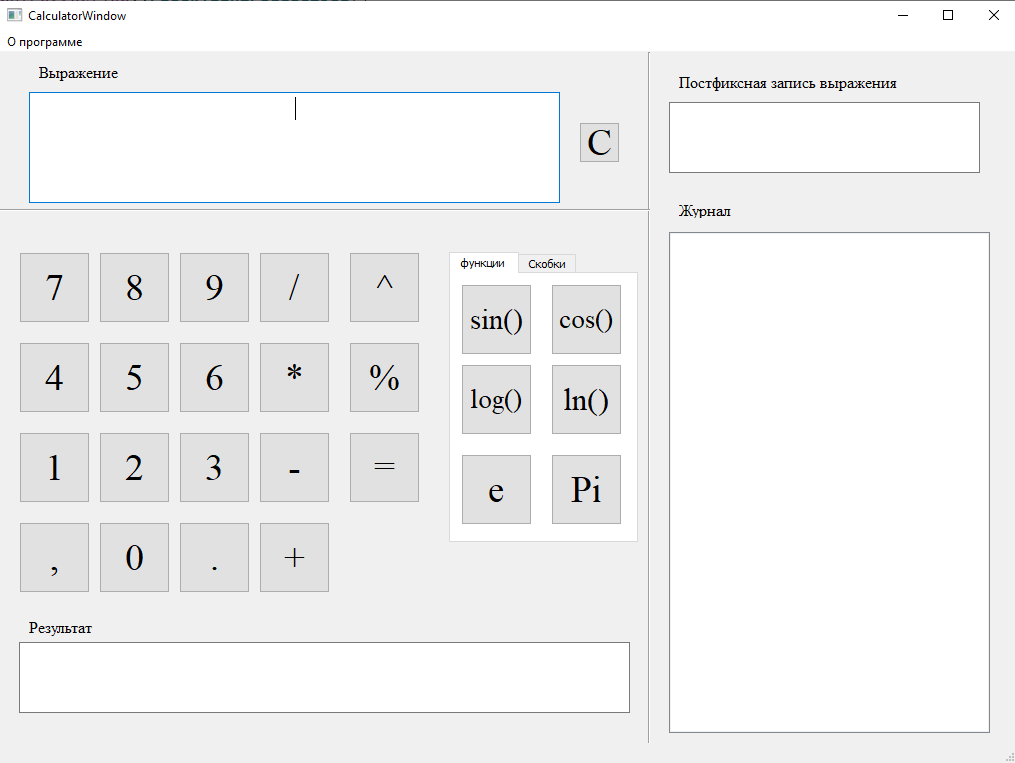 CalculatorWindow
О программе
Выражение
C
Постфиксная запись выражения
Журнал
7 8 9 / ^
4 5 6 * %
1 2 3 - =
, 0 . +
функции Скобки
sin() cos()
log() ln()
e Pi
Результат